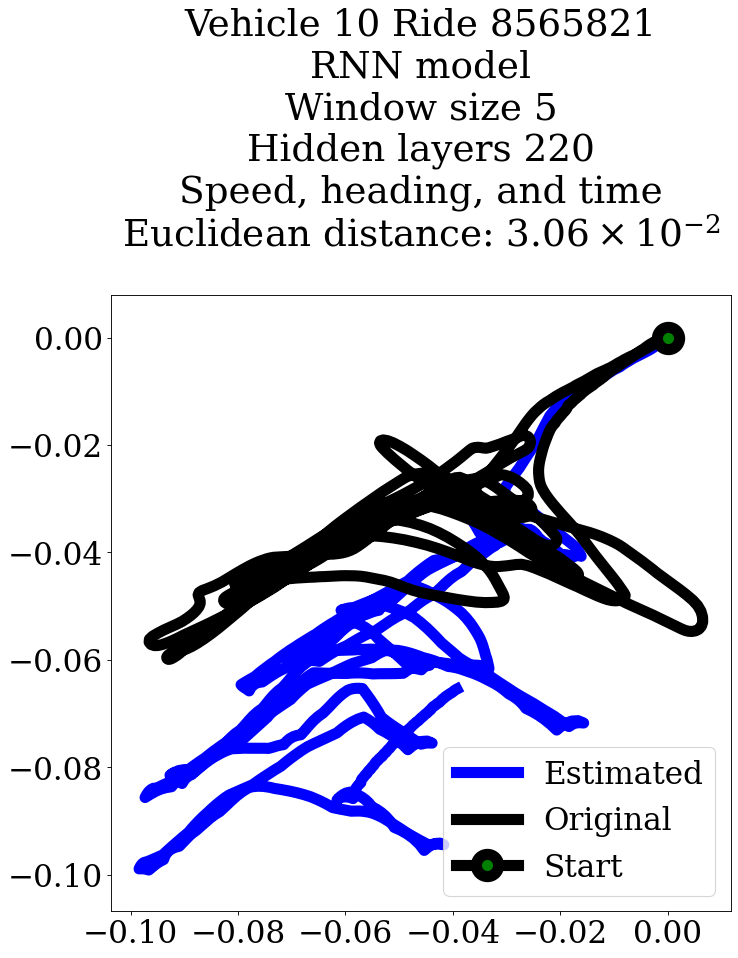 Vehicle 10 Ride 8565821
RNN model
Window size 5
Hidden layers 220
Speed, heading, and time
Euclidean distance: 3.06 × 10⁻²
0.00
−0.02
−0.04
−0.06
−0.08
−0.10
Estimated
Original
Start
−0.10 −0.08 −0.06 −0.04 −0.02 0.00